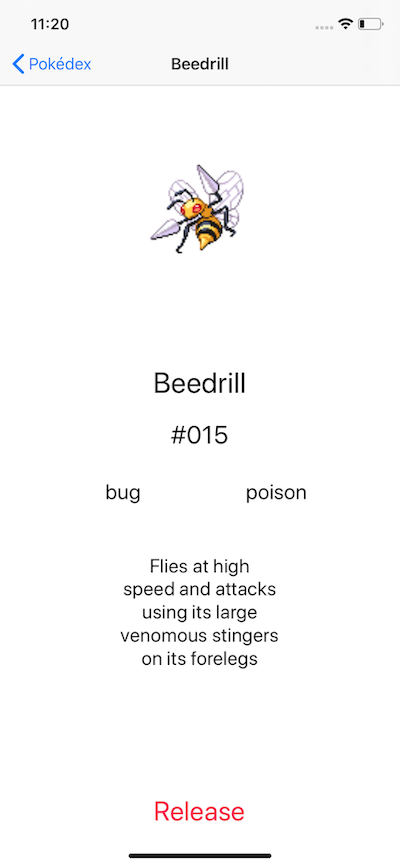 11:20
Pokédex Beedrill
Beedrill
#015
bug poison
Flies at high
speed and attacks
using its large
venomous stingers
on its forelegs
Release